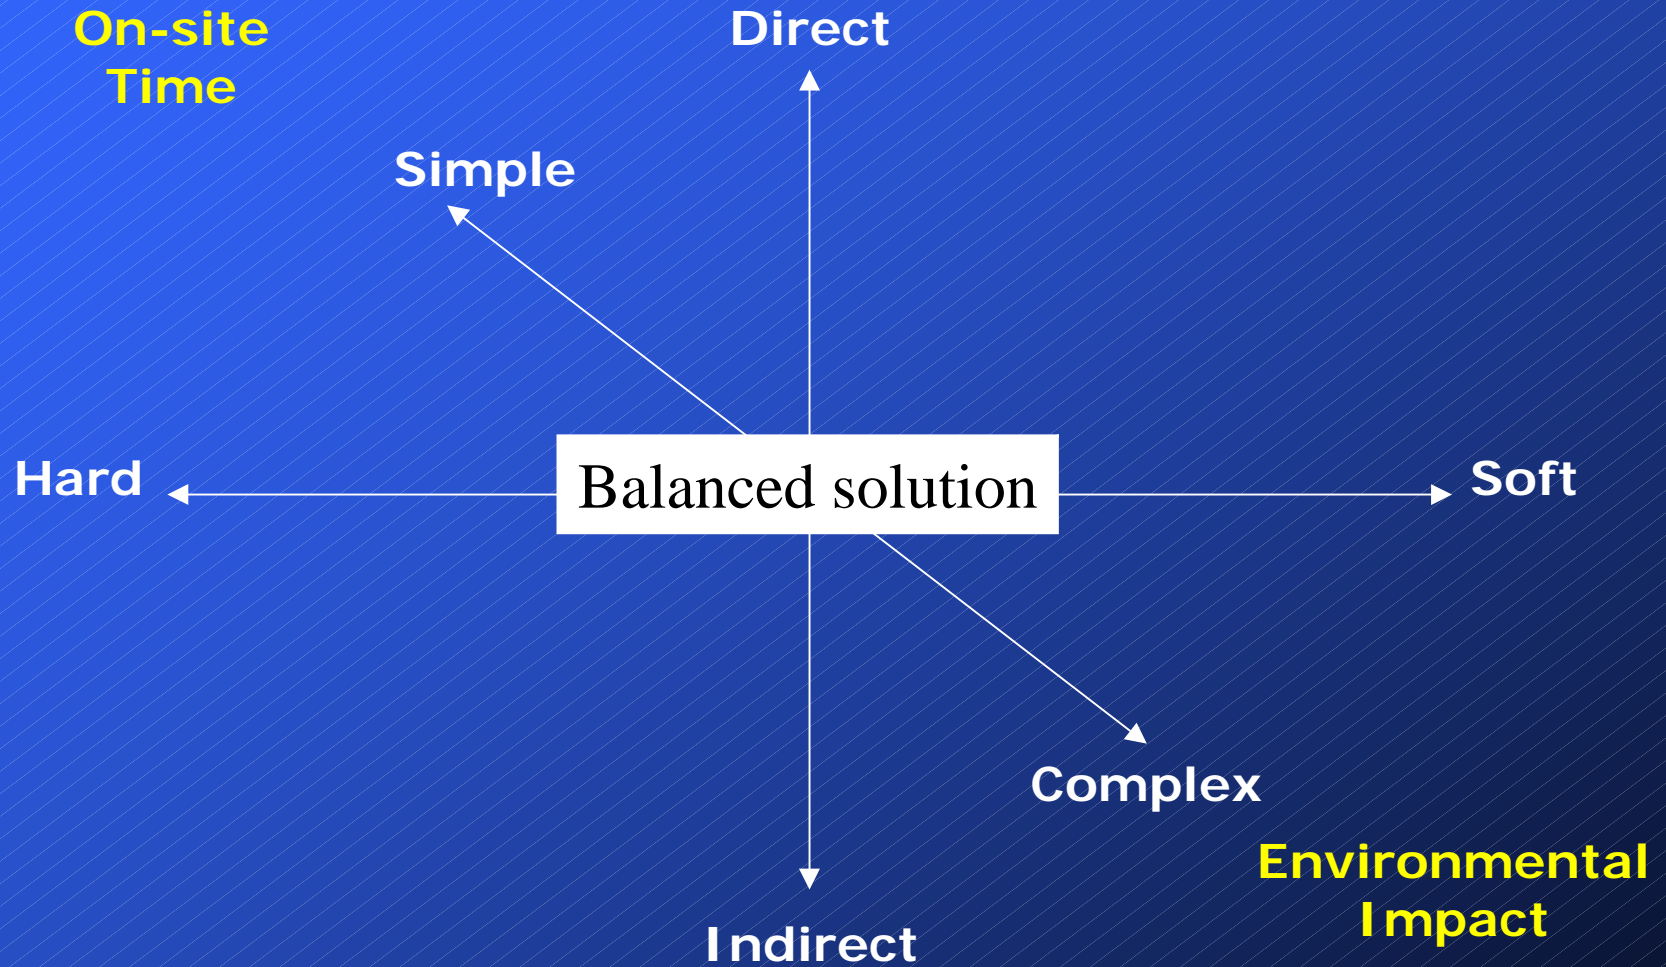 On-site
Time
Direct
Simple
Hard
Balanced solution
Soft
Complex
Environmental
Impact
Indirect